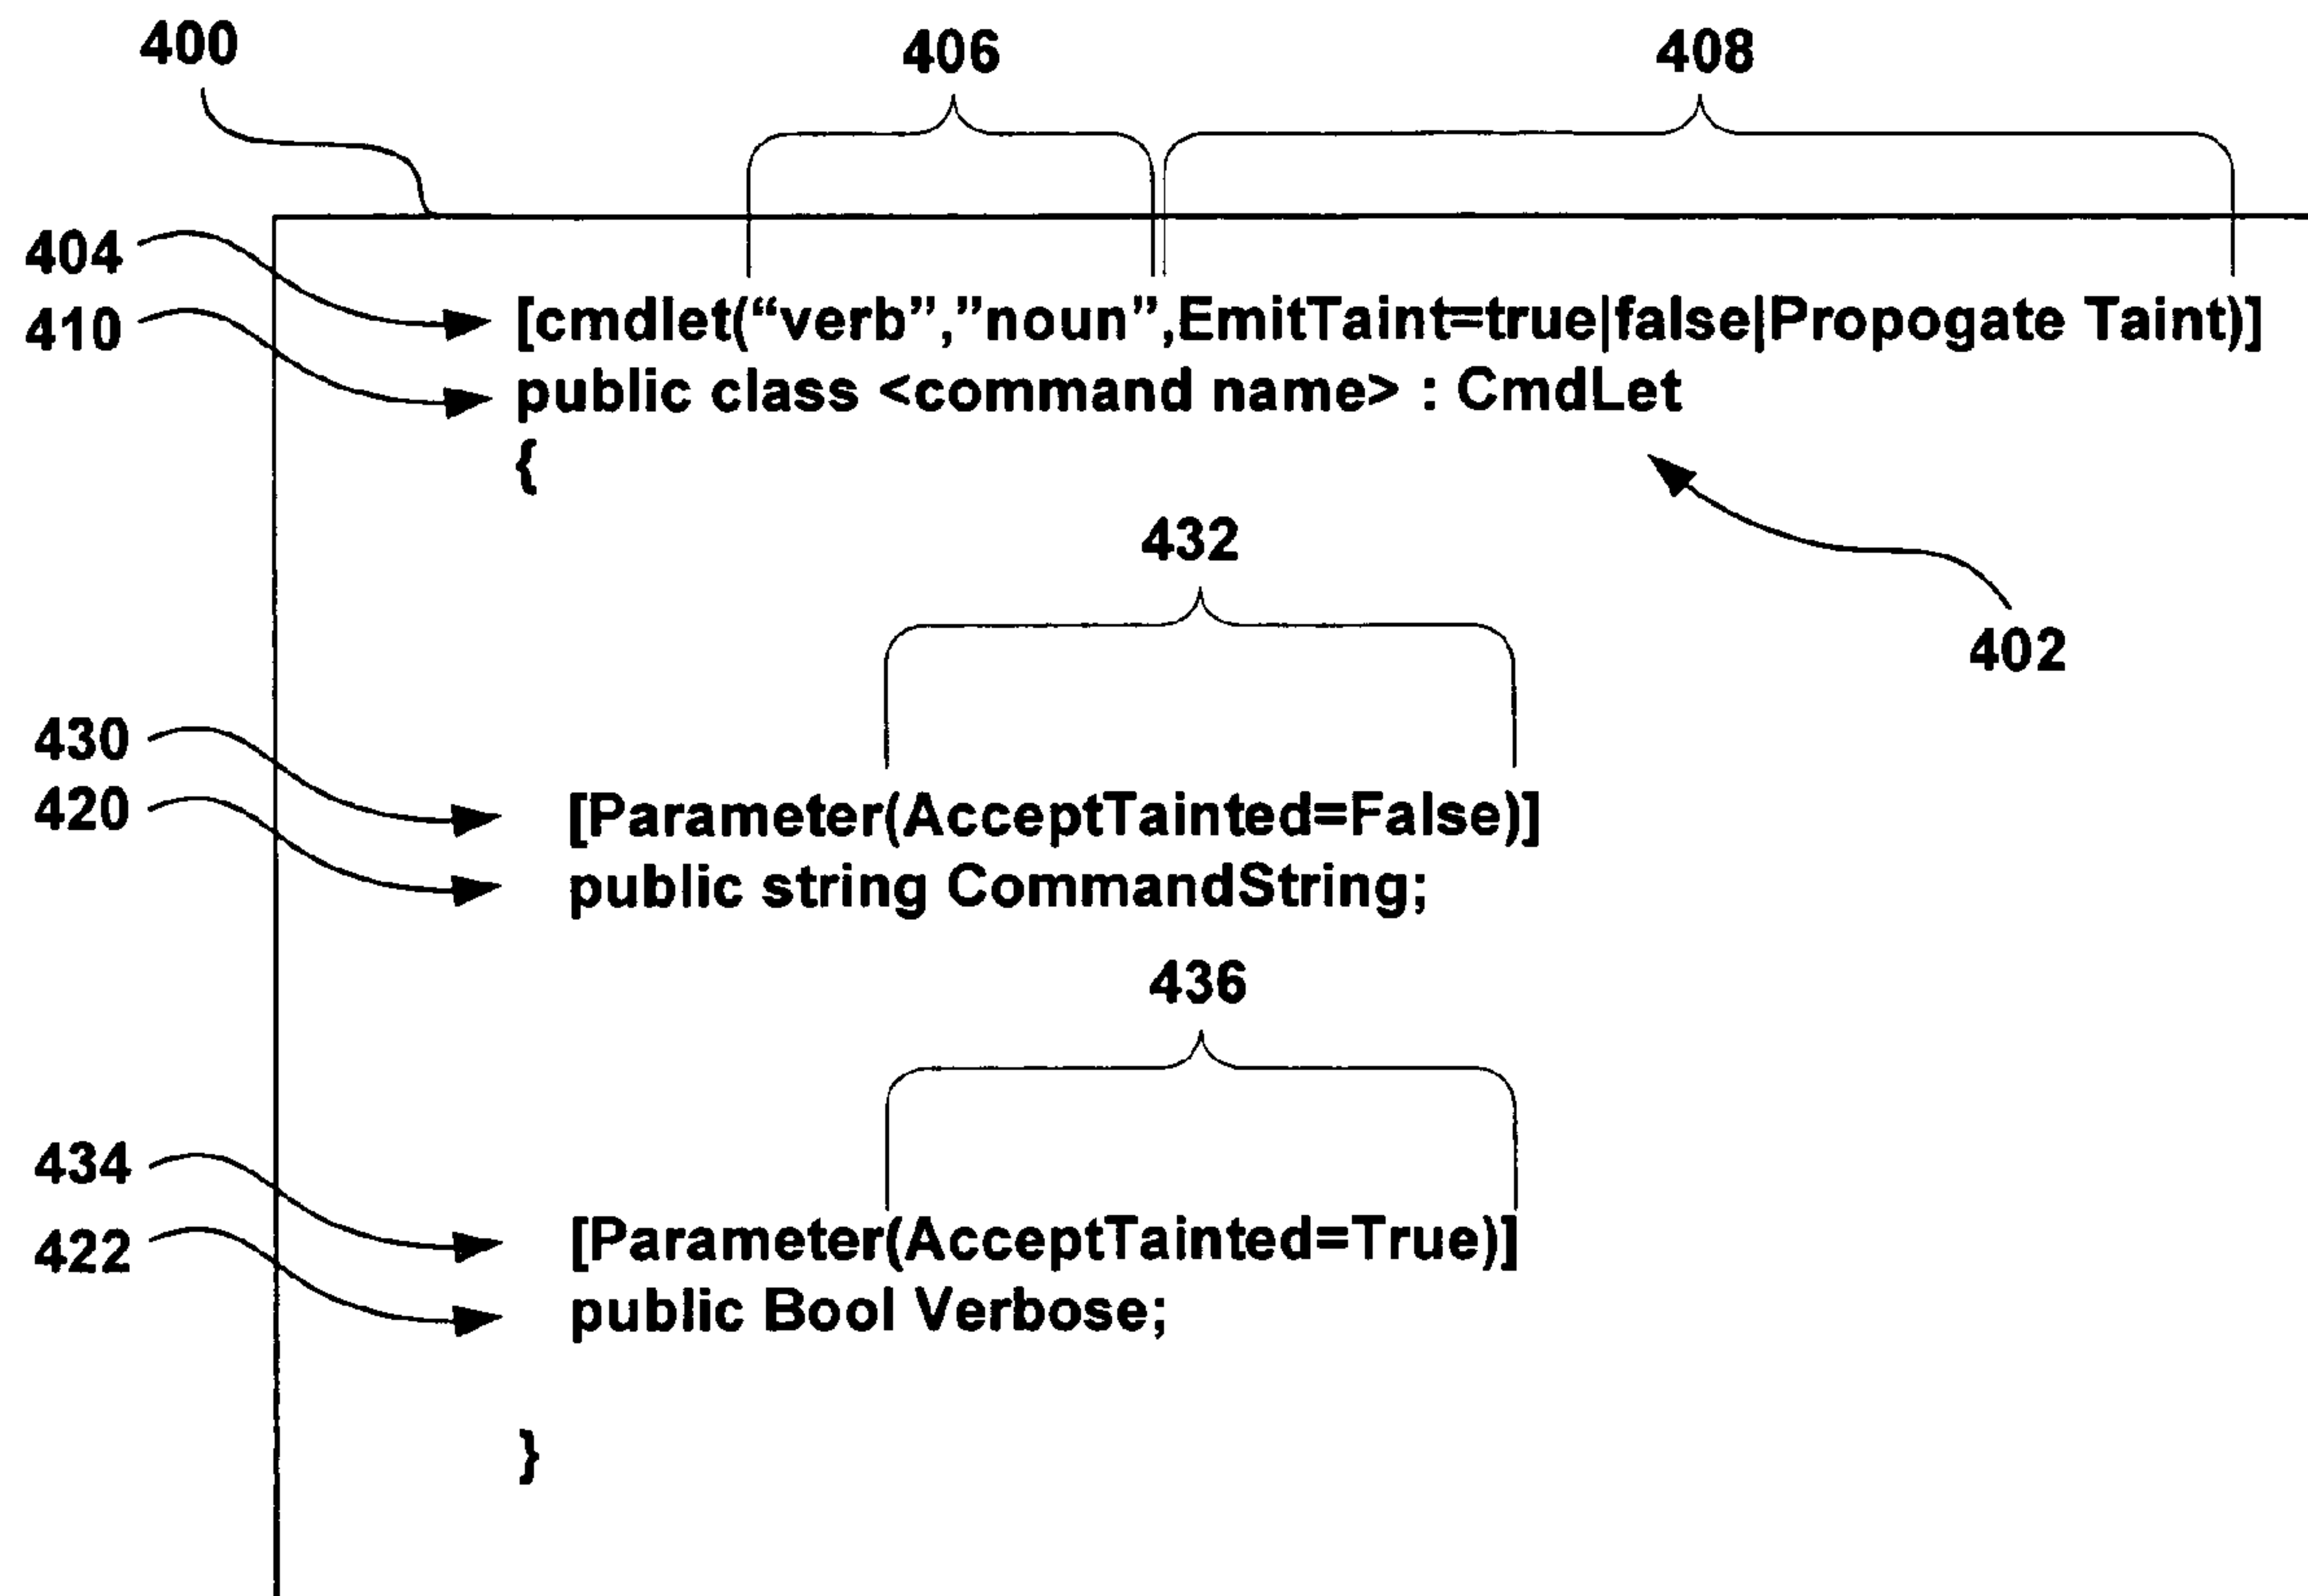 400
406
408
404
[cmdlet(“verb”,”noun”,EmitTaint=true|false|Propogate Taint)]
410
public class <command name> : CmdLet
{
432
402
430
[Parameter(AcceptTainted=False)]
420
public string CommandString;
436
434
[Parameter(AcceptTainted=True)]
422
public Bool Verbose;
}